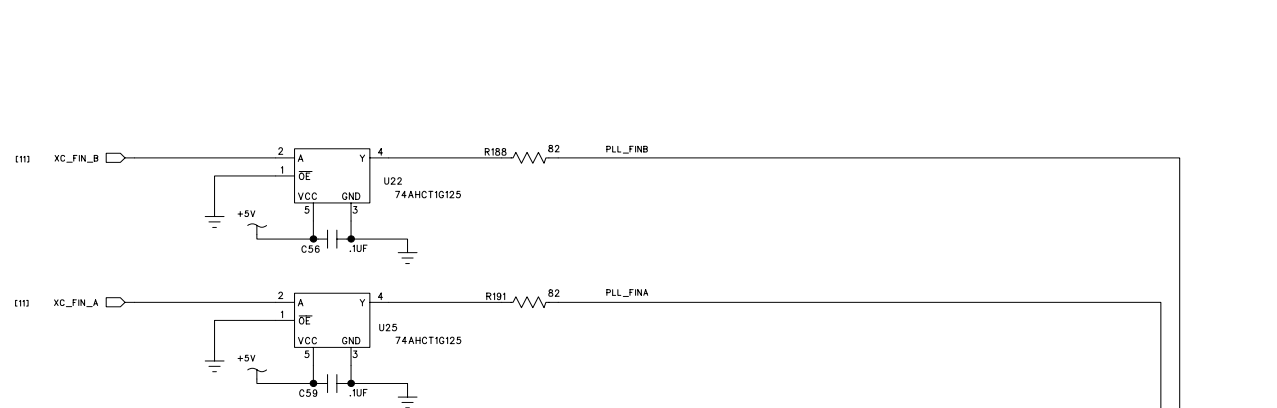 [11] XC_FIN_B 2 A Y 4 R188 82 PLL_FINB
1 OE
U22
VCC GND 74AHCT1G125
5 3
+5V
C56 .1UF
[11] XC_FIN_A 2 A Y 4 R191 82 PLL_FINA
1 OE
U25
VCC GND 74AHCT1G125
5 3
+5V
C59 .1UF